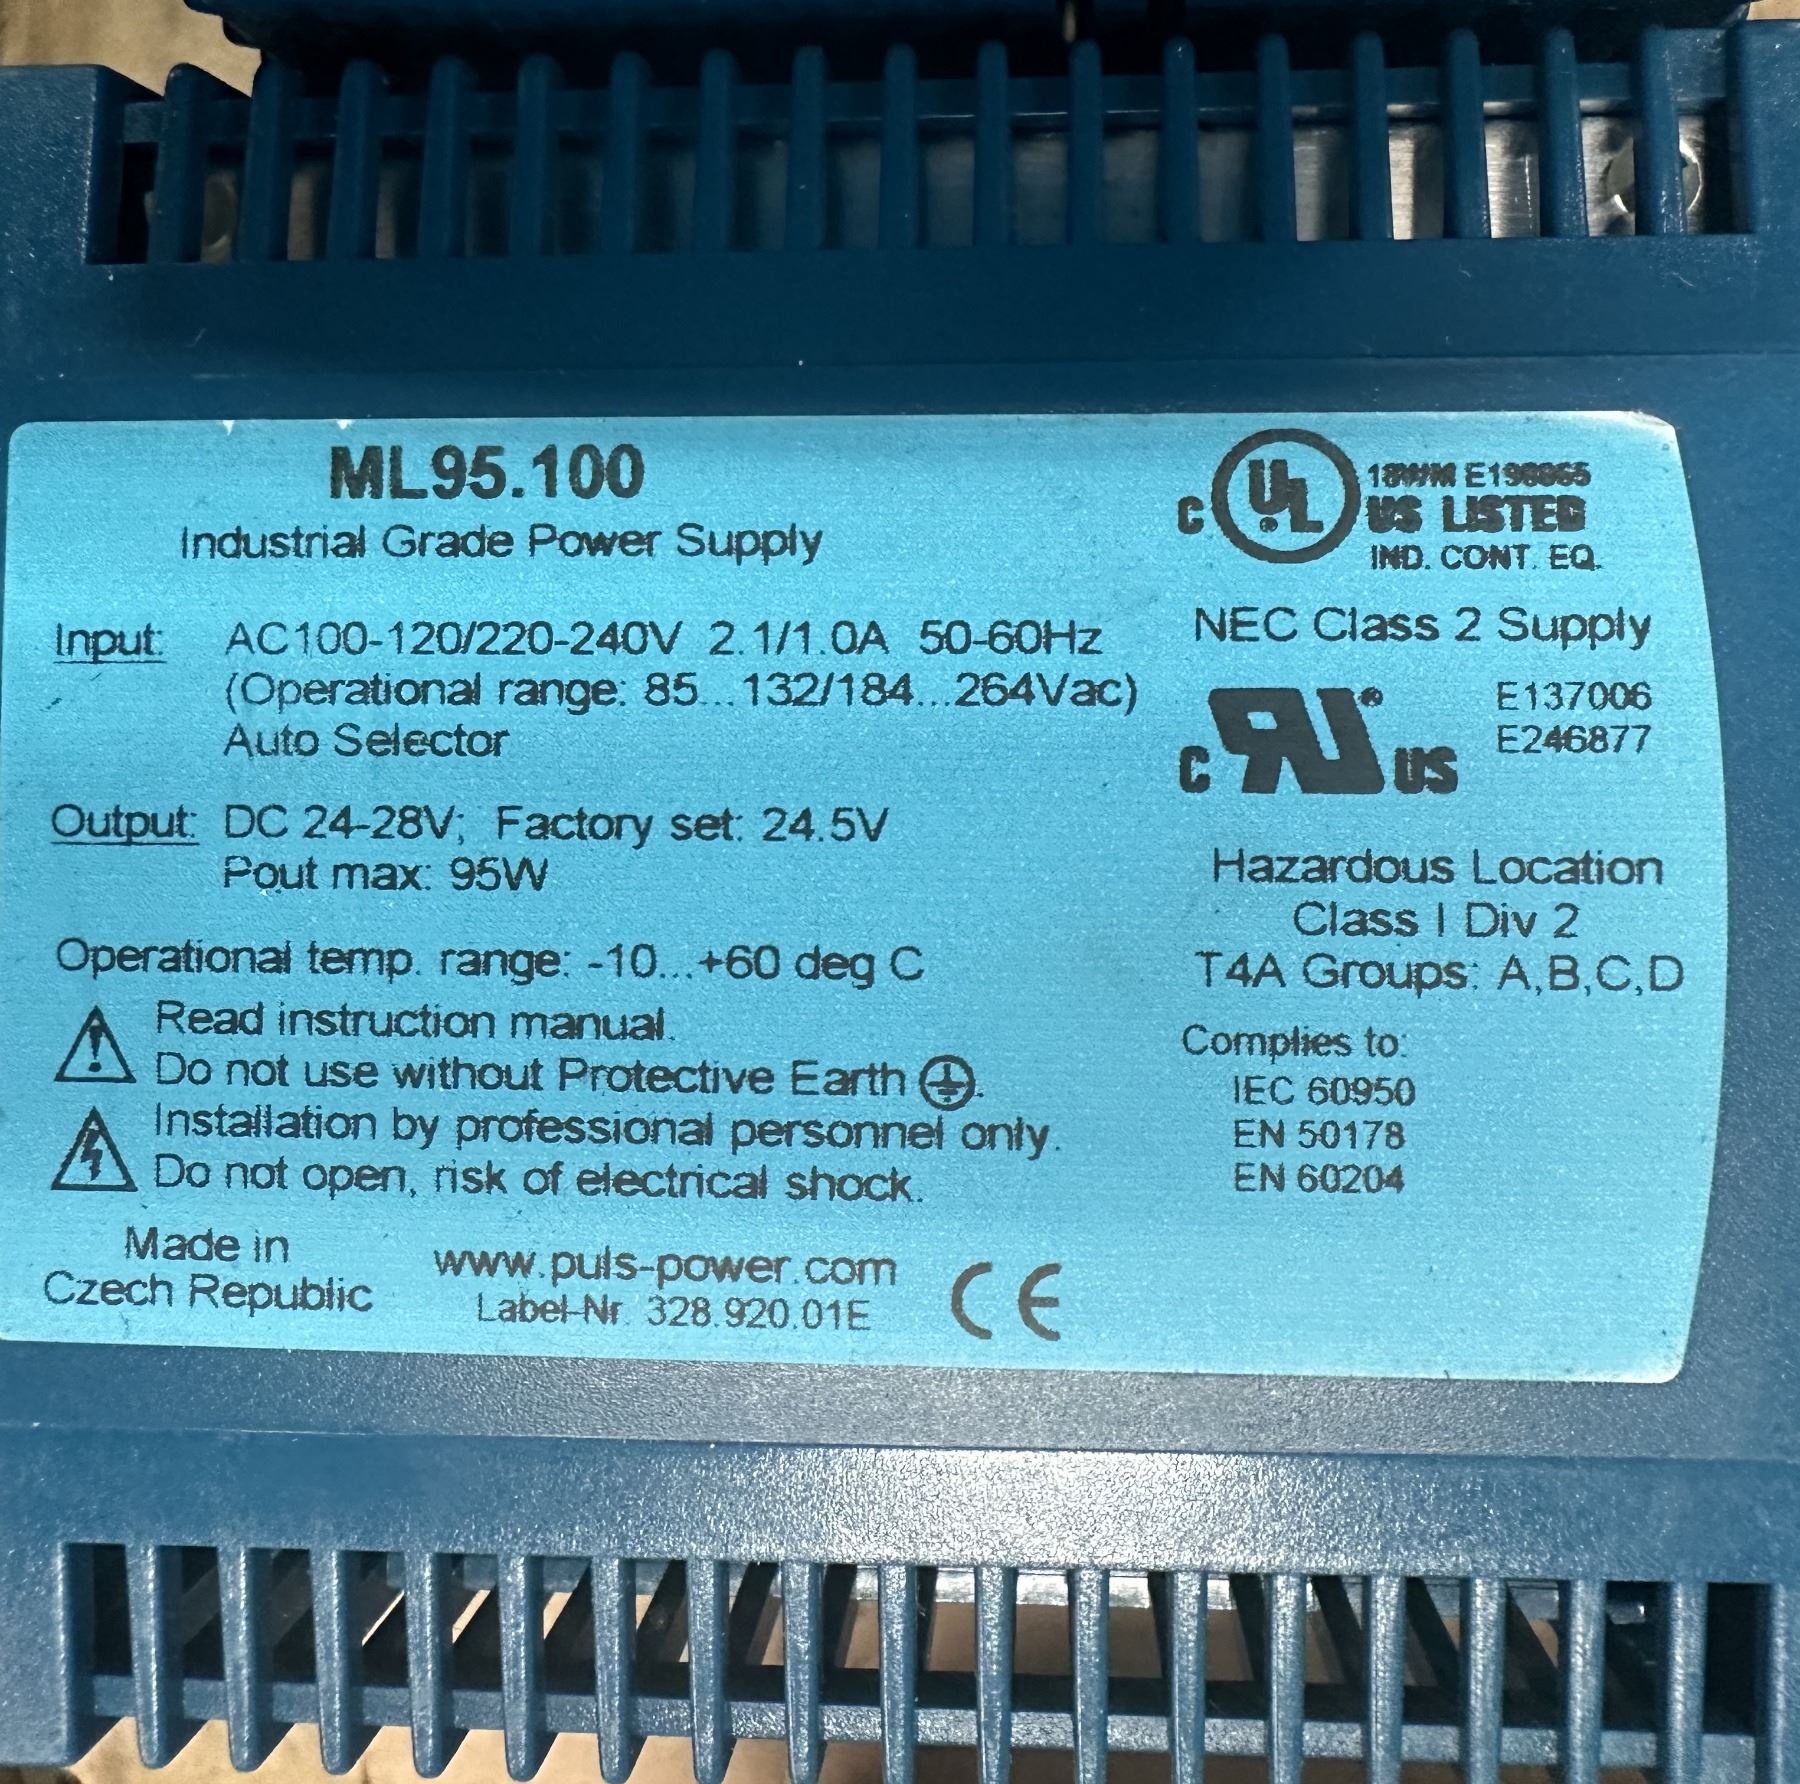 ML95.100
Industrial Grade Power Supply
Input: AC100-120/220-240V 2.1/1.0A 50-60Hz
(Operational range: 85...132/184...264Vac)
Auto Selector
Output: DC 24-28V; Factory set: 24.5V
Pout max: 95W
Operational temp. range: -10...+60 deg C
Read instruction manual.
Do not use without Protective Earth .
Installation by professional personnel only.
Do not open, risk of electrical shock.
Made in
Czech Republic
www.puls-power.com
Label-Nr. 328.920.01E
CE
C UL 18WM E198865
US LISTED
IND. CONT. EQ.
NEC Class 2 Supply
E137006
E246877
C RU ® US
Hazardous Location
Class I Div 2
T4A Groups: A,B,C,D
Complies to:
IEC 60950
EN 50178
EN 60204